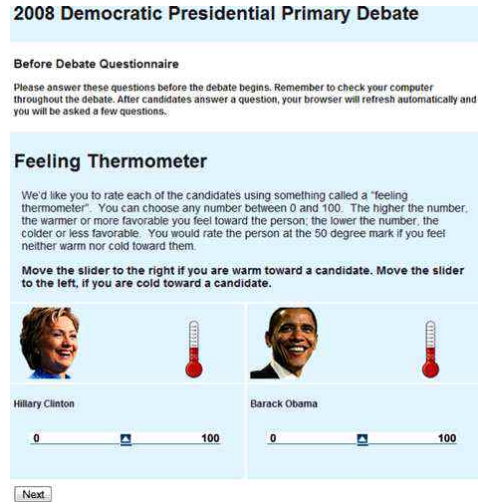 2008 Democratic Presidential Primary Debate
Before Debate Questionnaire
Please answer these questions before the debate begins. Remember to check your computer
throughout the debate. After candidates answer a question, your browser will refresh automatically and
you will be asked a few questions.
Feeling Thermometer
We'd like you to rate each of the candidates using something called a "feeling
thermometer". You can choose any number between 0 and 100. The higher the number,
the warmer or more favorable you feel toward the person; the lower the number, the
colder or less favorable. You would rate the person at the 50 degree mark if you feel
neither warm nor cold toward them.
Move the slider to the right if you are warm toward a candidate. Move the slider
to the left, if you are cold toward a candidate.
Hillary Clinton Barack Obama
0 100 0 100
Next